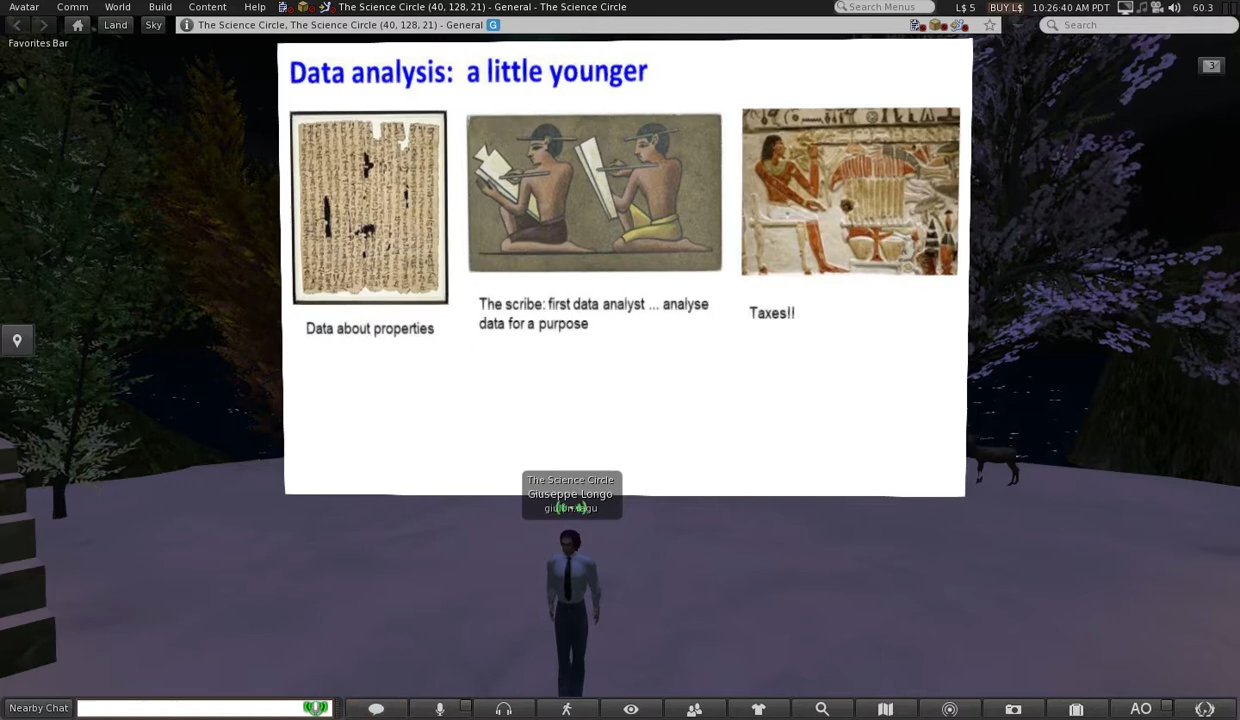 Avatar Comm World Build Content Help The Science Circle, The Science Circle (40, 128, 21) - General - The Science Circle Search Menus L$ 5 BUY L$ 10:26:40 AM PDT 60.3
Land Sky The Science Circle, The Science Circle (40, 128, 21) - General G Search
Favorites Bar
3
Data analysis: a little younger
Data about properties
The scribe: first data analyst ... analyse
data for a purpose
Taxes!!
The Science Circle
Giuseppe Longo
Nearby Chat AO